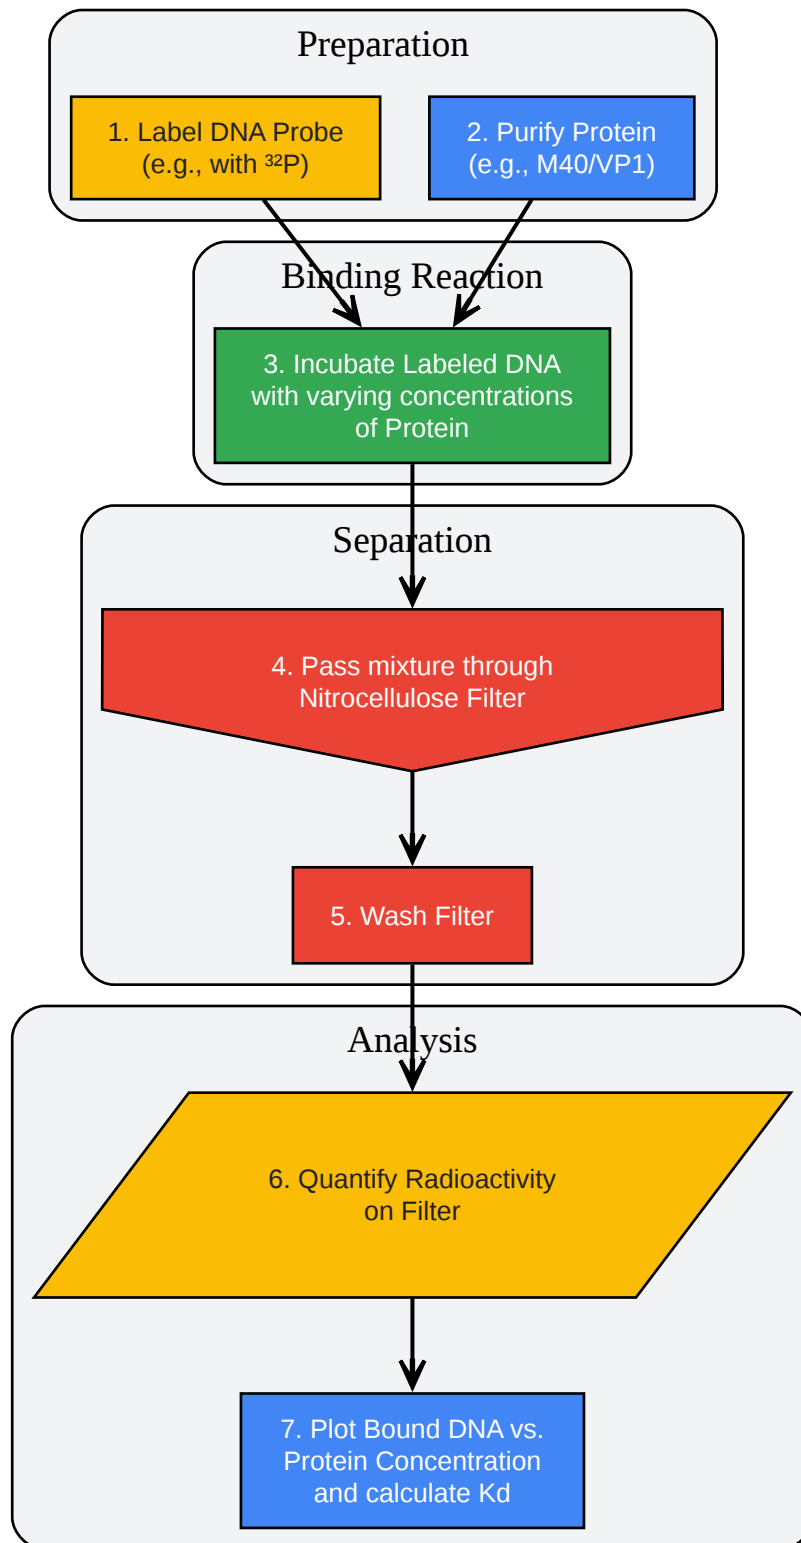 Preparation
1. Label DNA Probe
(e.g., with ³²P)
2. Purify Protein
(e.g., M40/VP1)
Binding Reaction
3. Incubate Labeled DNA
with varying concentrations
of Protein
Separation
4. Pass mixture through
Nitrocellulose Filter
5. Wash Filter
Analysis
6. Quantify Radioactivity
on Filter
7. Plot Bound DNA vs.
Protein Concentration
and calculate Kd